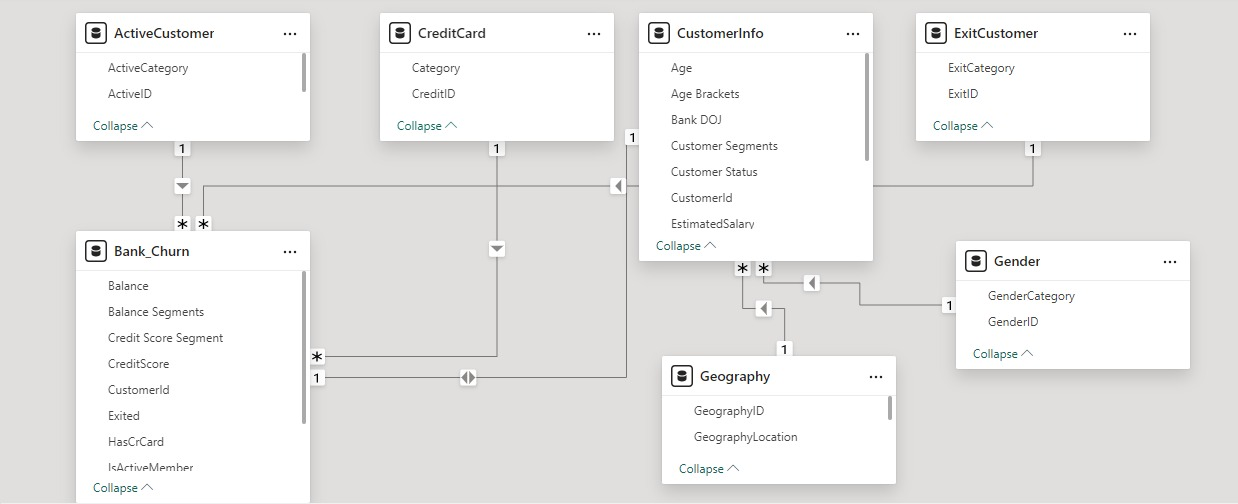 ActiveCustomer
ActiveCategory
ActiveID
Collapse
CreditCard
Category
CreditID
Collapse
CustomerInfo
Age
Age Brackets
Bank DOJ
Customer Segments
Customer Status
CustomerId
EstimatedSalary
Collapse
ExitCustomer
ExitCategory
ExitID
Collapse
1
1
1
1
*
*
Bank_Churn
Balance
Balance Segments
Credit Score Segment
CreditScore
CustomerId
Exited
HasCrCard
IsActiveMember
Collapse
*
1
*
*
Gender
GenderCategory
GenderID
Collapse
1
1
Geography
GeographyID
GeographyLocation
Collapse